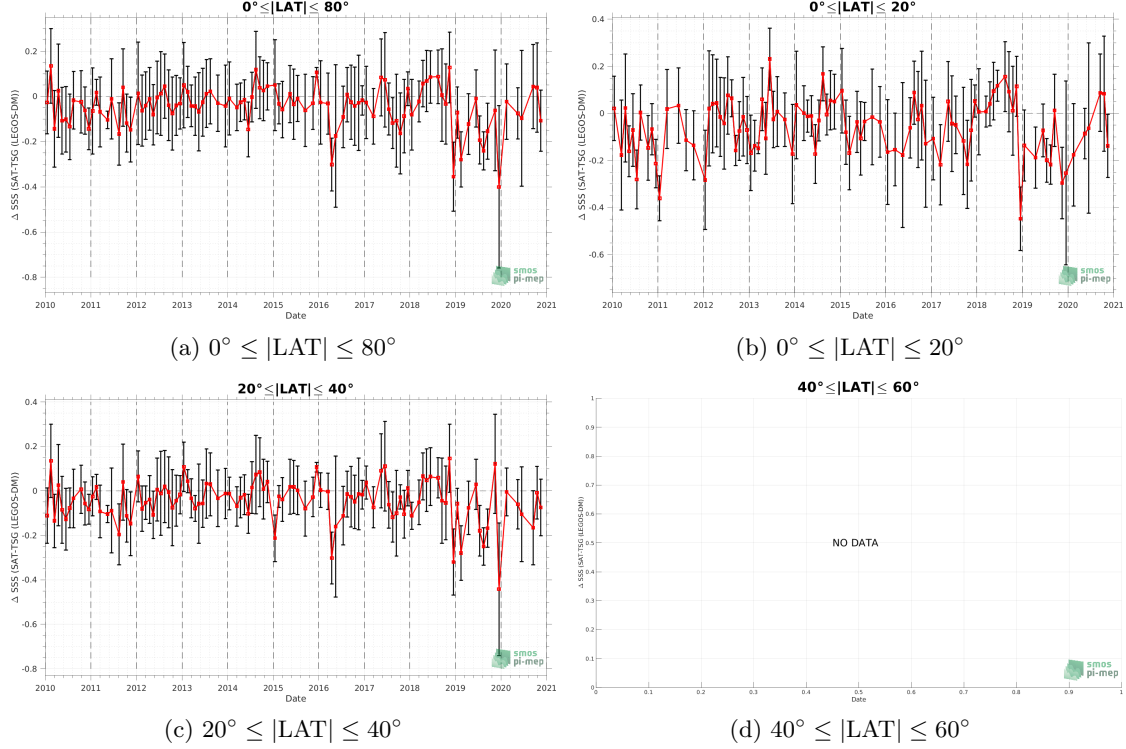 0°≤|LAT|≤ 80°
Δ SSS (SAT-TSG (LEGOS-DM))
0.2
0
-0.2
-0.4
-0.6
-0.8
2010 2011 2012 2013 2014 2015 2016 2017 2018 2019 2020 2021
Date
smos
pi-mep
(a) 0° ≤ |LAT| ≤ 80°
0°≤|LAT|≤ 20°
Δ SSS (SAT-TSG (LEGOS-DM))
0.4
0.2
0
-0.2
-0.4
-0.6
2010 2011 2012 2013 2014 2015 2016 2017 2018 2019 2020 2021
Date
smos
pi-mep
(b) 0° ≤ |LAT| ≤ 20°
20°≤|LAT|≤ 40°
Δ SSS (SAT-TSG (LEGOS-DM))
0.4
0.2
0
-0.2
-0.4
-0.6
-0.8
2010 2011 2012 2013 2014 2015 2016 2017 2018 2019 2020 2021
Date
smos
pi-mep
(c) 20° ≤ |LAT| ≤ 40°
40°≤|LAT|≤ 60°
Δ SSS (SAT-TSG (LEGOS-DM))
1
0.9
0.8
0.7
0.6
0.5
0.4
0.3
0.2
0.1
0
NO DATA
0 0.1 0.2 0.3 0.4 0.5 0.6 0.7 0.8 0.9 1
Date
smos
pi-mep
(d) 40° ≤ |LAT| ≤ 60°